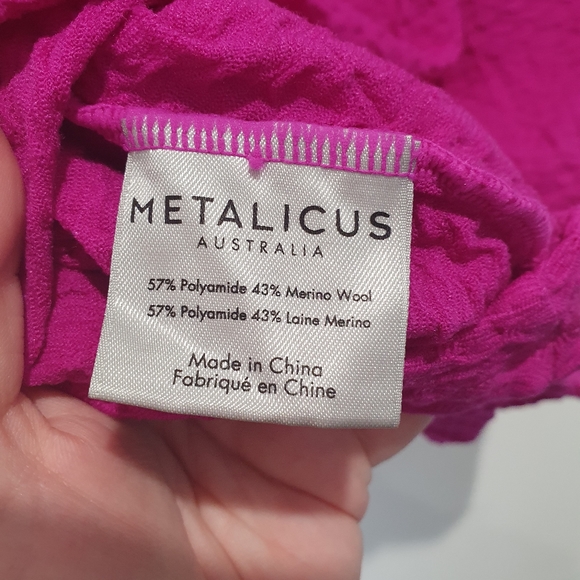 METALICUS
AUSTRALIA
57% Polyamide 43% Merino Wool
57% Polyamide 43% Laine Merino
Made in China
Fabriqué en Chine